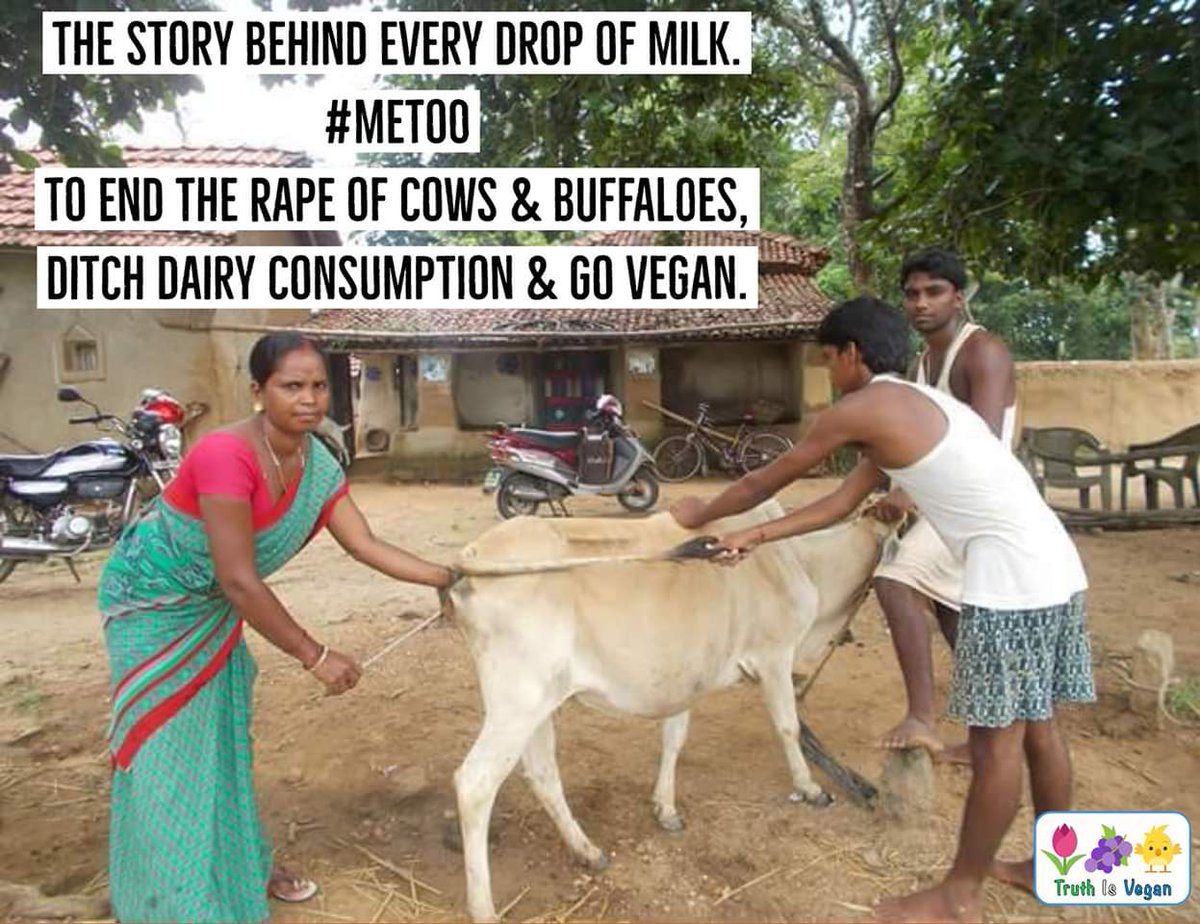 THE STORY BEHIND EVERY DROP OF MILK.
#METOO
TO END THE RAPE OF COWS & BUFFALOES,
DITCH DAIRY CONSUMPTION & GO VEGAN.
Truth Is Vegan